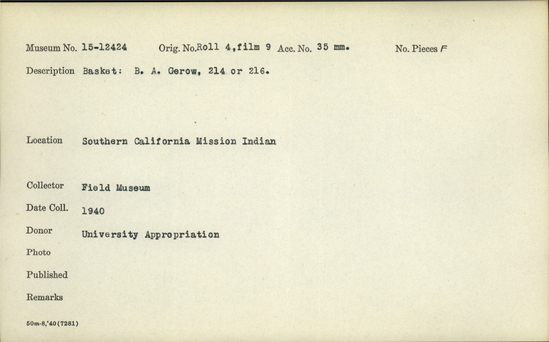 Museum No. 15-12424 Orig. No. Roll 4, film 9 Acc. No. 35 mm. No. Pieces F
Description Basket: B. A. Gerow, 214 or 216.
Location Southern California Mission Indian
Collector Field Museum
Date Coll. 1940
Donor University Appropriation
Photo
Published
Remarks
50m-8,'40(7281)